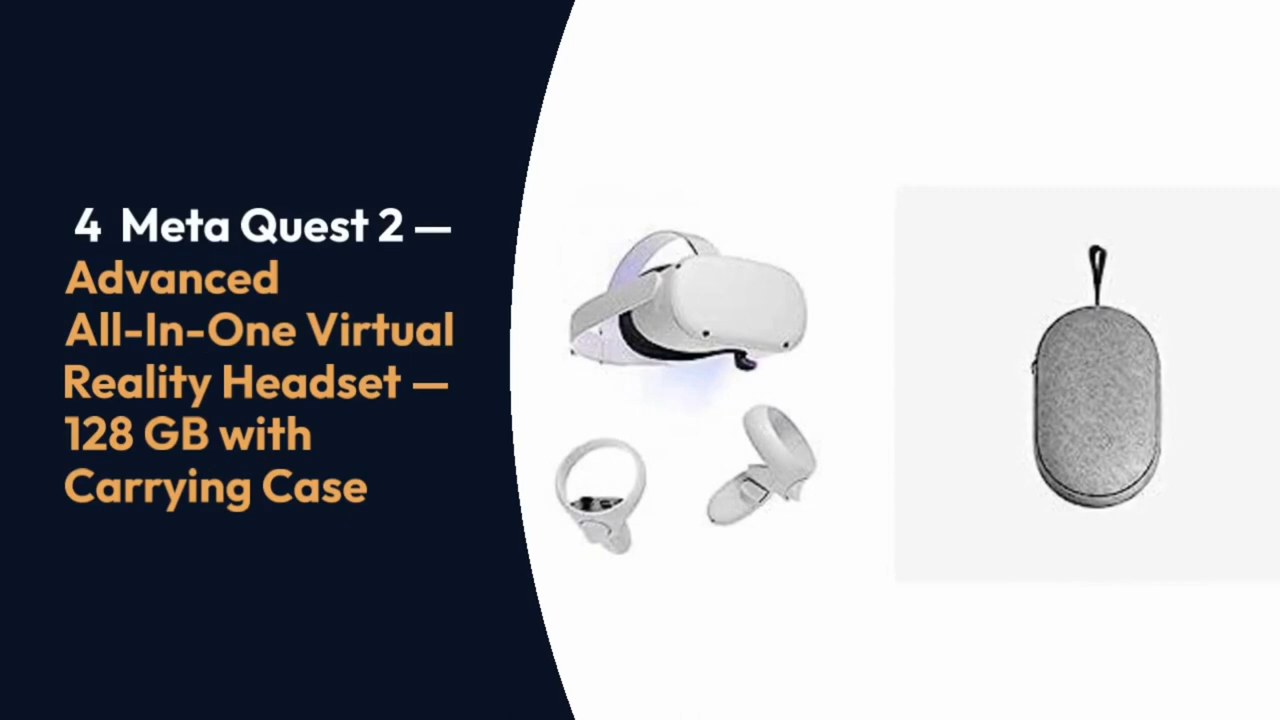 4 Meta Quest 2 —
Advanced
All-In-One Virtual
Reality Headset —
128 GB with
Carrying Case